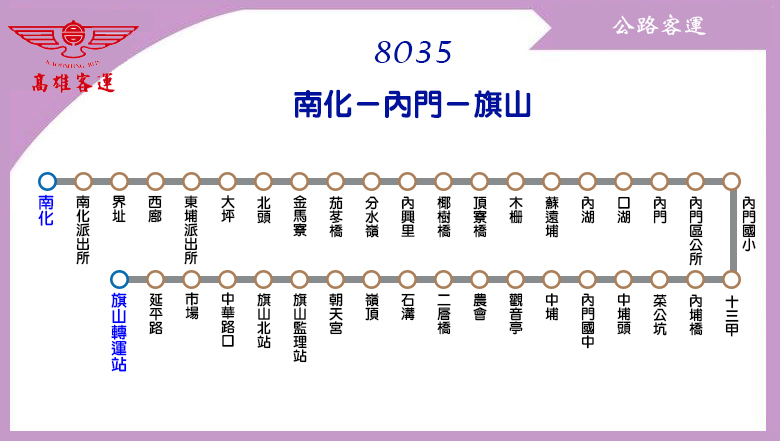 公路客運
KAOHSIUNG BUS
高雄客運
8035
南化－內門－旗山
南化
南化派出所
界址
西廍
東埔派出所
大坪
北頭
金馬寮
茄苳橋
分水嶺
內興里
椰樹橋
頂寮橋
木柵
蘇遠埔
內湖
口湖
內門
內門區公所
內門國小
旗山轉運站
延平路
市場
中華路口
旗山北站
旗山監理站
朝天宮
嶺頂
石溝
二層橋
農會
觀音亭
中埔
內門國中
中埔頭
菜公坑
內埔橋
十三甲